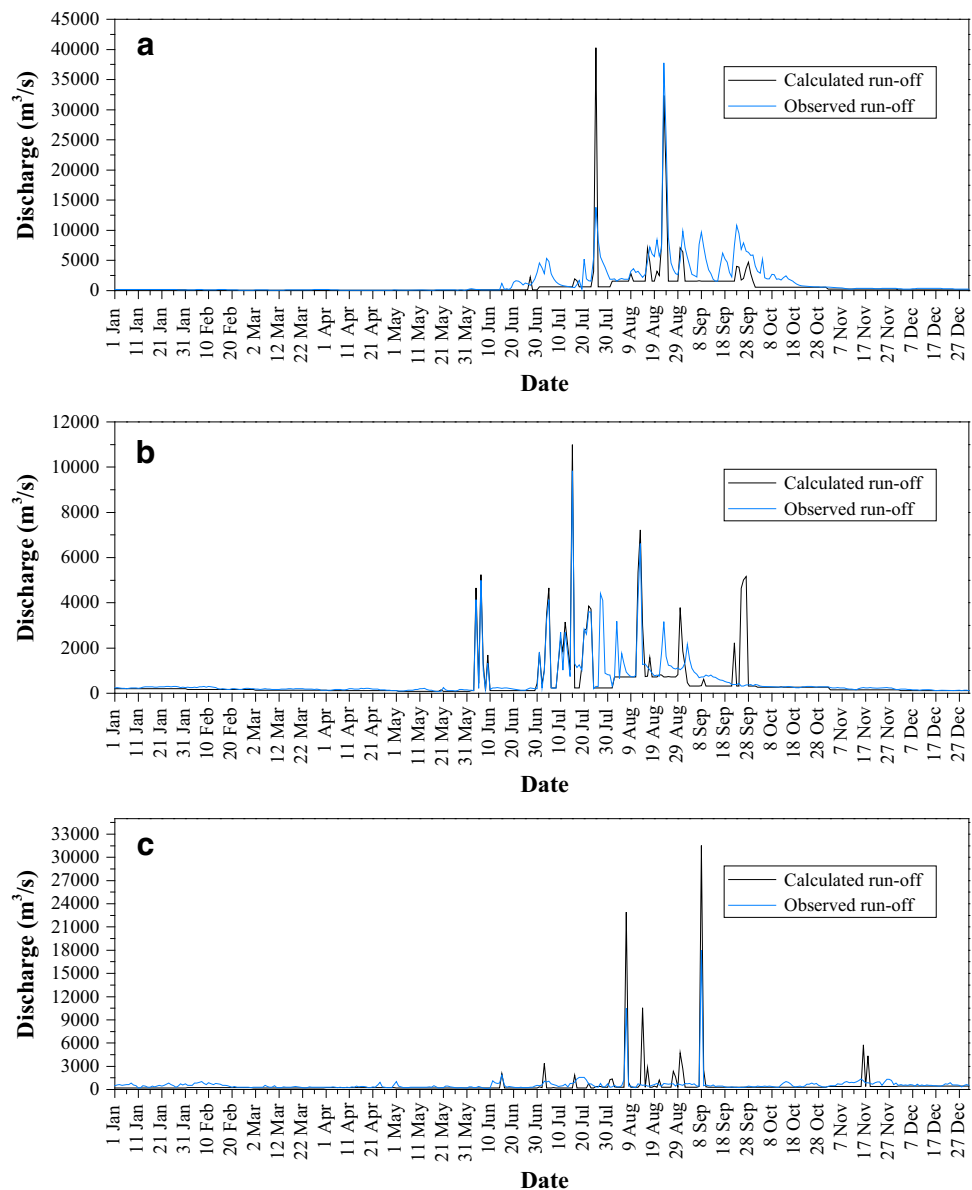 a
45000
40000
35000
30000
25000
20000
15000
10000
5000
0
Discharge (m³/s)
Calculated run-off
Observed run-off
1 Jan
11 Jan
21 Jan
31 Jan
10 Feb
20 Feb
2 Mar
12 Mar
22 Mar
1 Apr
11 Apr
21 Apr
1 May
11 May
21 May
31 May
10 Jun
20 Jun
30 Jun
10 Jul
20 Jul
30 Jul
9 Aug
19 Aug
29 Aug
8 Sep
18 Sep
28 Sep
8 Oct
18 Oct
28 Oct
7 Nov
17 Nov
27 Nov
7 Dec
17 Dec
27 Dec
Date
b
12000
10000
8000
6000
4000
2000
0
Discharge (m³/s)
Calculated run-off
Observed run-off
1 Jan
11 Jan
21 Jan
31 Jan
10 Feb
20 Feb
2 Mar
12 Mar
22 Mar
1 Apr
11 Apr
21 Apr
1 May
11 May
21 May
31 May
10 Jun
20 Jun
30 Jun
10 Jul
20 Jul
30 Jul
9 Aug
19 Aug
29 Aug
8 Sep
18 Sep
28 Sep
8 Oct
18 Oct
28 Oct
7 Nov
17 Nov
27 Nov
7 Dec
17 Dec
27 Dec
Date
c
33000
30000
27000
24000
21000
18000
15000
12000
9000
6000
3000
0
Discharge (m³/s)
Calculated run-off
Observed run-off
1 Jan
11 Jan
21 Jan
31 Jan
10 Feb
20 Feb
2 Mar
12 Mar
22 Mar
1 Apr
11 Apr
21 Apr
1 May
11 May
21 May
31 May
10 Jun
20 Jun
30 Jun
10 Jul
20 Jul
30 Jul
9 Aug
19 Aug
29 Aug
8 Sep
18 Sep
28 Sep
8 Oct
18 Oct
28 Oct
7 Nov
17 Nov
27 Nov
7 Dec
17 Dec
27 Dec
Date